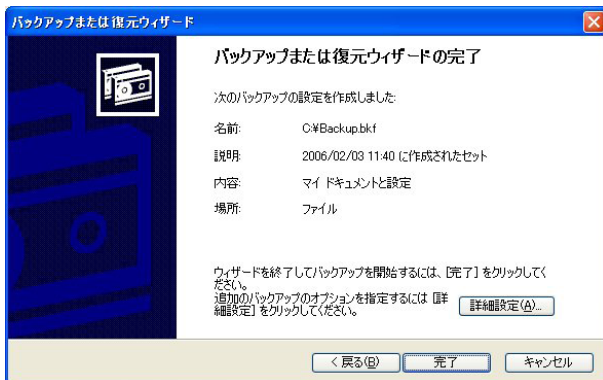 バックアップまたは復元ウィザード
バックアップまたは復元ウィザードの完了
次のバックアップの設定を作成しました:
名前: C:¥Backup.bkf
説明: 2006/02/03 11:40 に作成されたセット
内容: マイ ドキュメントと設定
場所: ファイル
ウィザードを終了してバックアップを開始するには、[完了] をクリックしてく
ださい。
追加のバックアップのオプションを指定するには [詳
細設定] をクリックしてください。
詳細設定(A)...
< 戻る(B)
完了
キャンセル